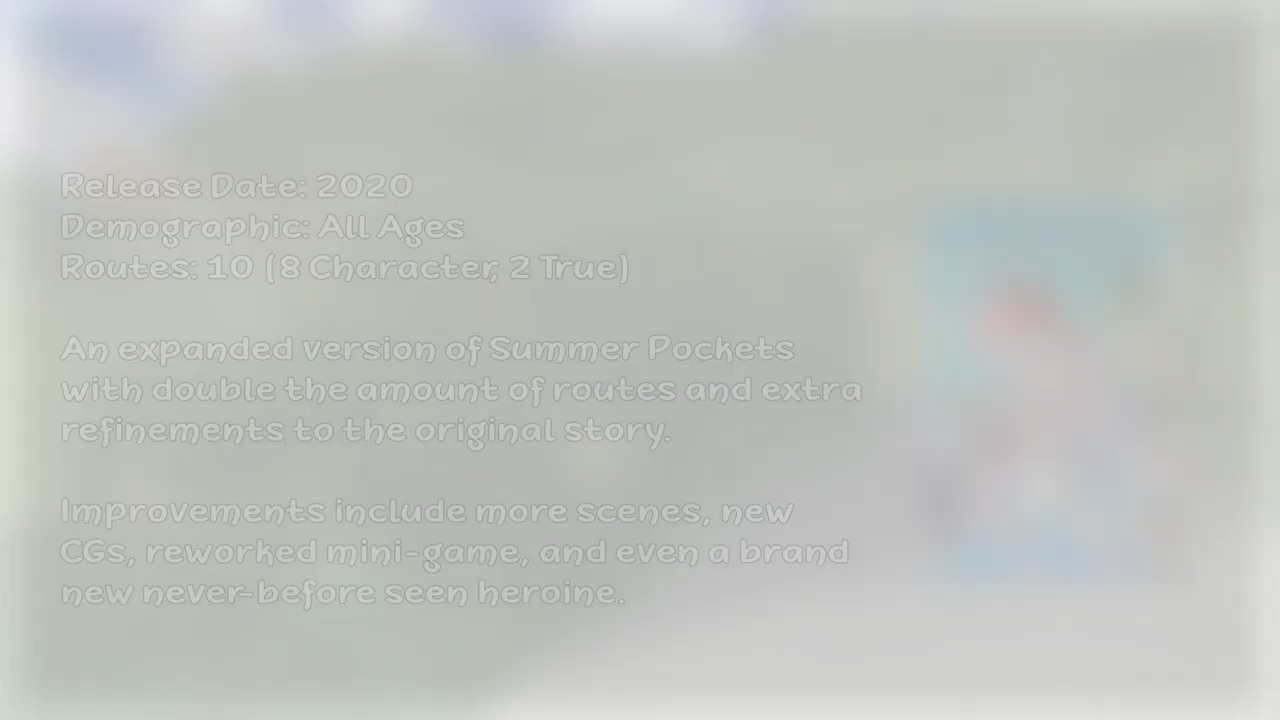 Release Date: 2020
Demographic: All Ages
Routes: 10 (8 Character, 2 True)
An expanded version of Summer Pockets
with double the amount of routes and extra
refinements to the original story.
Improvements include more scenes, new
CGs, reworked mini-game, and even a brand
new never-before seen heroine.